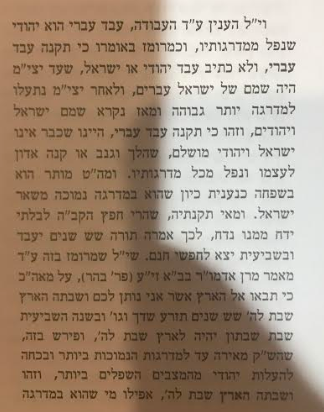 וי"ל הענין ע"ד העבודה, עבד עברי הוא יהודי
שנפל ממדרגותיו, וכמרומז באומרו כי תקנה עבד
עברי, ולא כתיב עבד יהודי או ישראל, שעד יצי"מ
היה שמם של ישראל עברים, ולאחר יצי"מ נתעלו
למדרגה יותר גבוהה ומאז נקרא שמם ישראל
ויהודים, וזהו כי תקנה עבד עברי, היינו שכבר אינו
ישראל ויהודי מושלם, שהלך וגנב או קנה אדון
לעצמו ונפל מכל מדרגותיו. ומה"ט מותר הוא
בשפחה כנענית כיון שהוא במדרגה נמוכה משאר
ישראל. ומאי תקנתיה, שהרי חפץ הקב"ה לבלתי
ידח ממנו נדח, לכך אמרה תורה שש שנים יעבד
ובשביעית יצא לחפשי חנם. שי"ל שמרומז בזה ע"ד
מאמר מרן אדמו"ר בב"א זי"ע (פר' בהר), על מאה"כ
כי תבאו אל הארץ אשר אני נותן לכם ושבתה הארץ
שבת לה' שש שנים תזרע שדך וגו' ובשנה השביעית
שבת שבתון יהיה לארץ שבת לה', ופירש בזה,
שהש"ק מאירה עד למדרגות הנמוכות ביותר ובכחה
להעלות יהודי מהמצבים השפלים ביותר, וזהו
ושבתה הארץ שבת לה', אפילו מי שהוא במדרגה